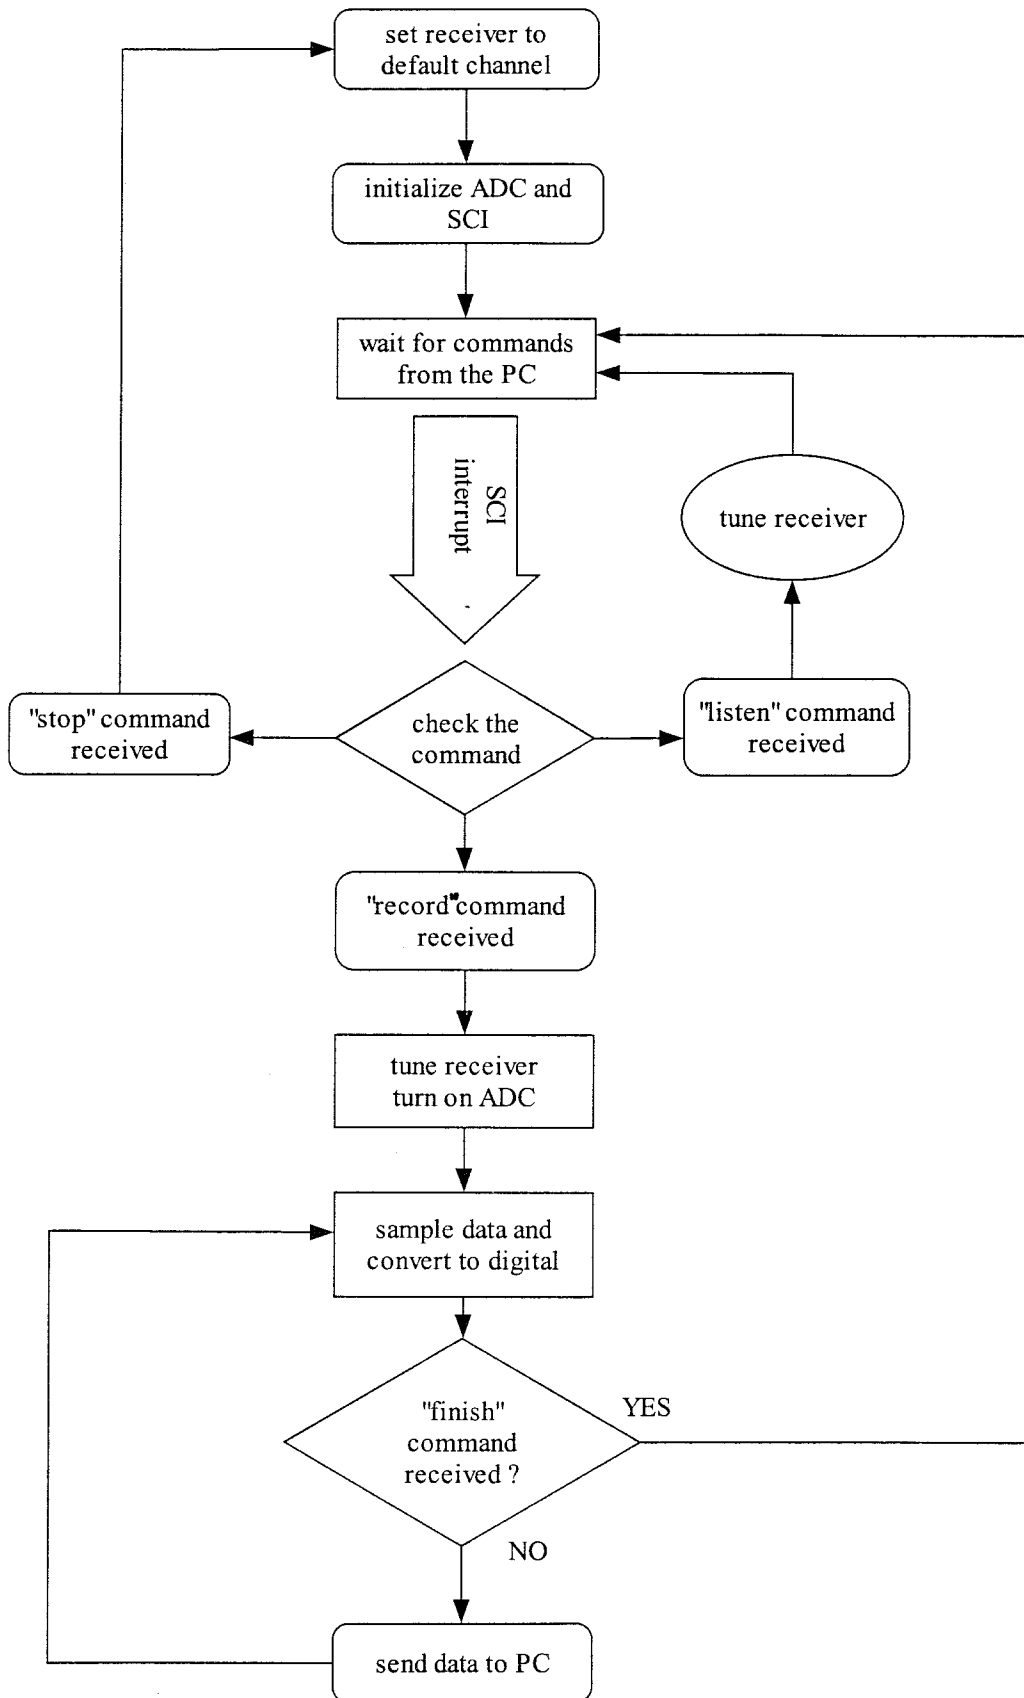 set receiver to
default channel
initialize ADC and
SCI
wait for commands
from the PC
SCI
interrupt
tune receiver
"stop" command
received
check the
command
"listen" command
received
"record" command
received
tune receiver
turn on ADC
sample data and
convert to digital
"finish"
command
received ?
YES
NO
send data to PC